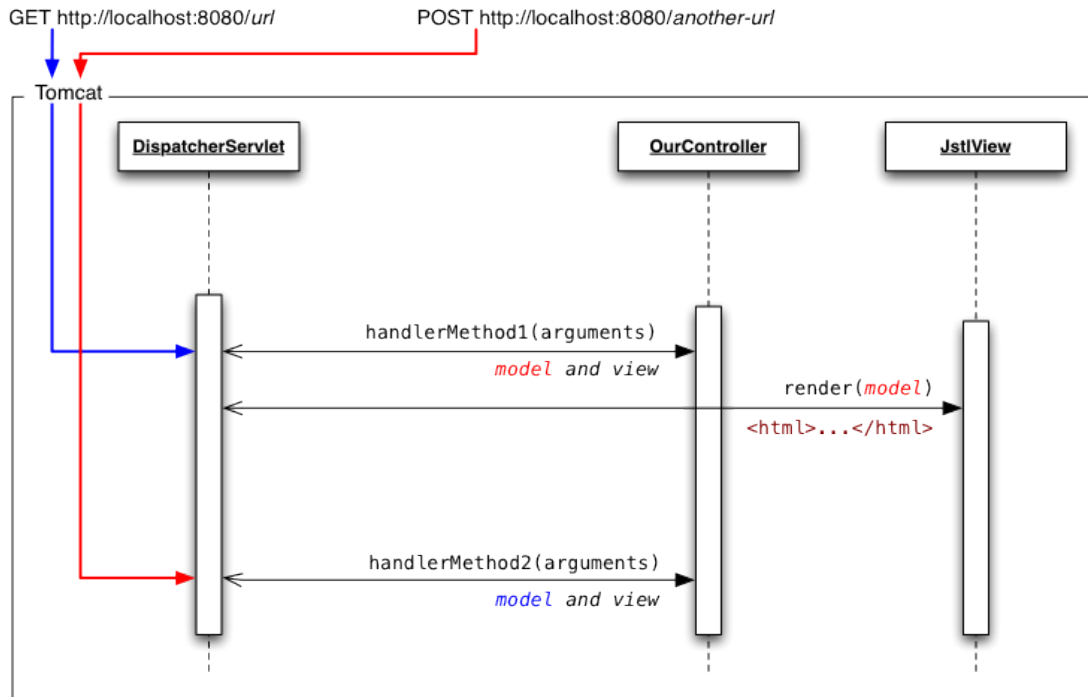 GET http://localhost:8080/url
POST http://localhost:8080/another-url
Tomcat
DispatcherServlet
OurController
JstlView
handlerMethod1(arguments)
model and view
render(model)
<html>...</html>
handlerMethod2(arguments)
model and view